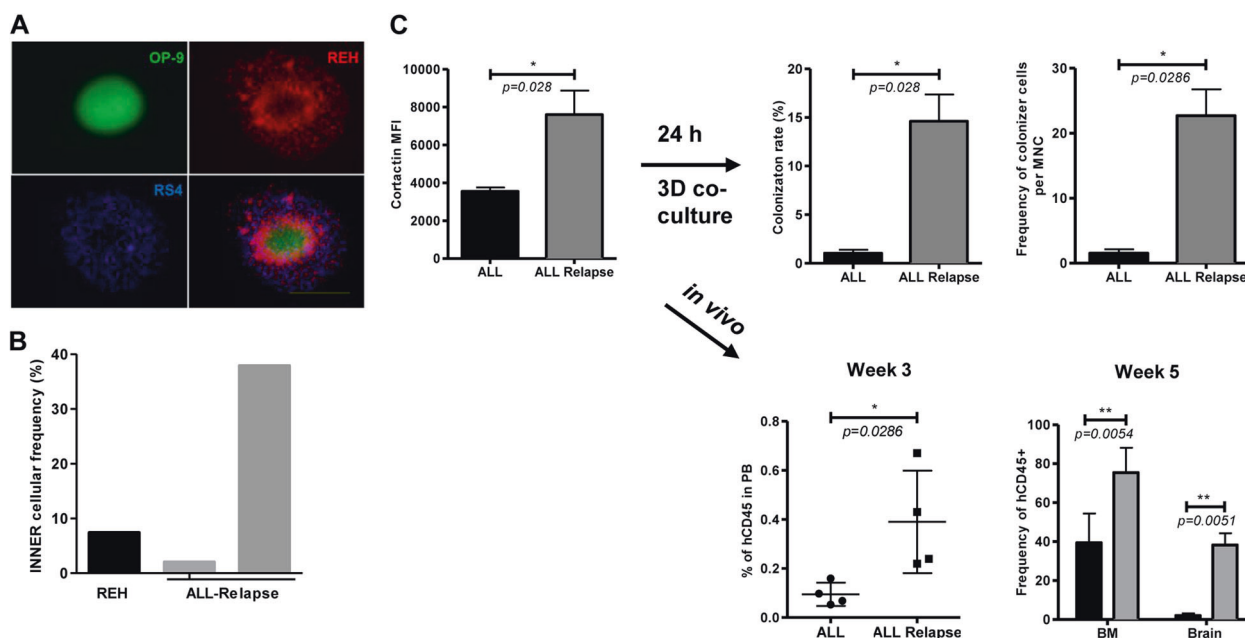 A
OP-9
REH
RS4
B
INNER cellular frequency (%)
40
30
20
10
0
REH
ALL-Relapse
C
Cortactin MFI
10000
8000
6000
4000
2000
0
*
p=0.028
ALL
ALL Relapse
24 h
3D co-
culture
in vivo
Colonizaton rate (%)
20
15
10
5
0
*
p=0.028
ALL
ALL Relapse
Frequency of colonizer cells
per MNC
30
20
10
0
*
p=0.0286
ALL
ALL Relapse
Week 3
% of hCD45 in PB
0.8
0.6
0.4
0.2
0.0
*
p=0.0286
ALL
ALL Relapse
Week 5
Frequency of hCD45+
100
80
60
40
20
0
**
p=0.0054
**
p=0.0051
BM
Brain